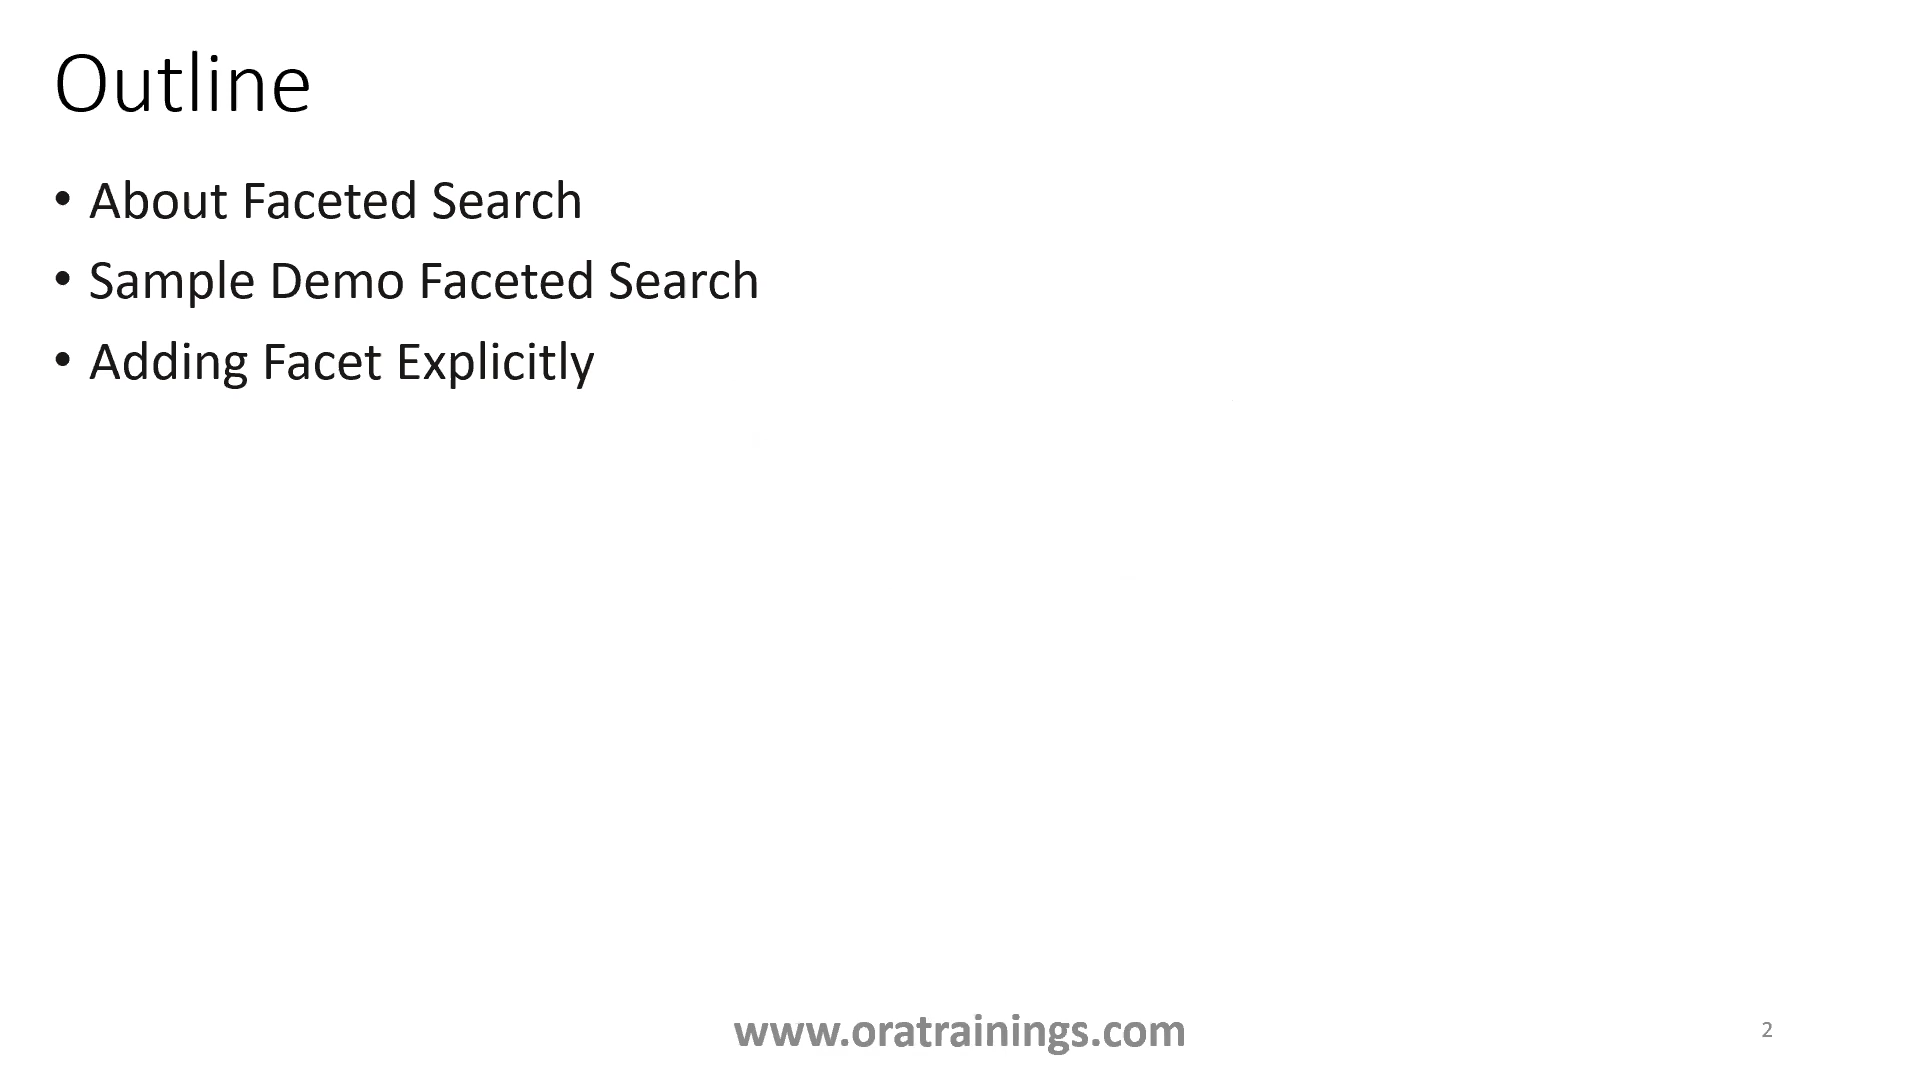 Outline
• About Faceted Search
• Sample Demo Faceted Search
• Adding Facet Explicitly
www.oratrainings.com
2